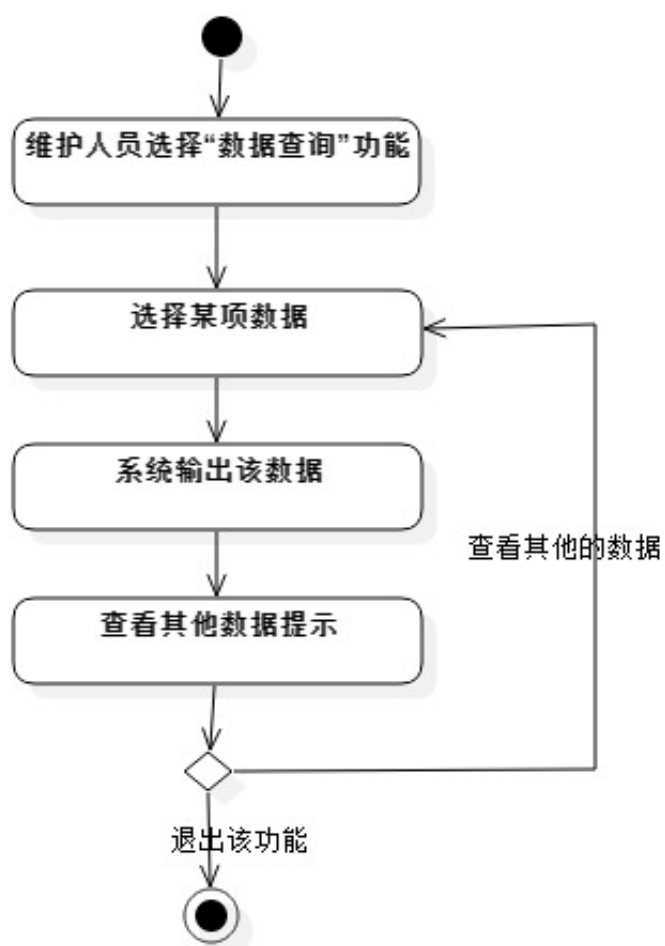 维护人员选择“数据查询”功能
选择某项数据
系统输出该数据
查看其他的数据
查看其他数据提示
退出该功能